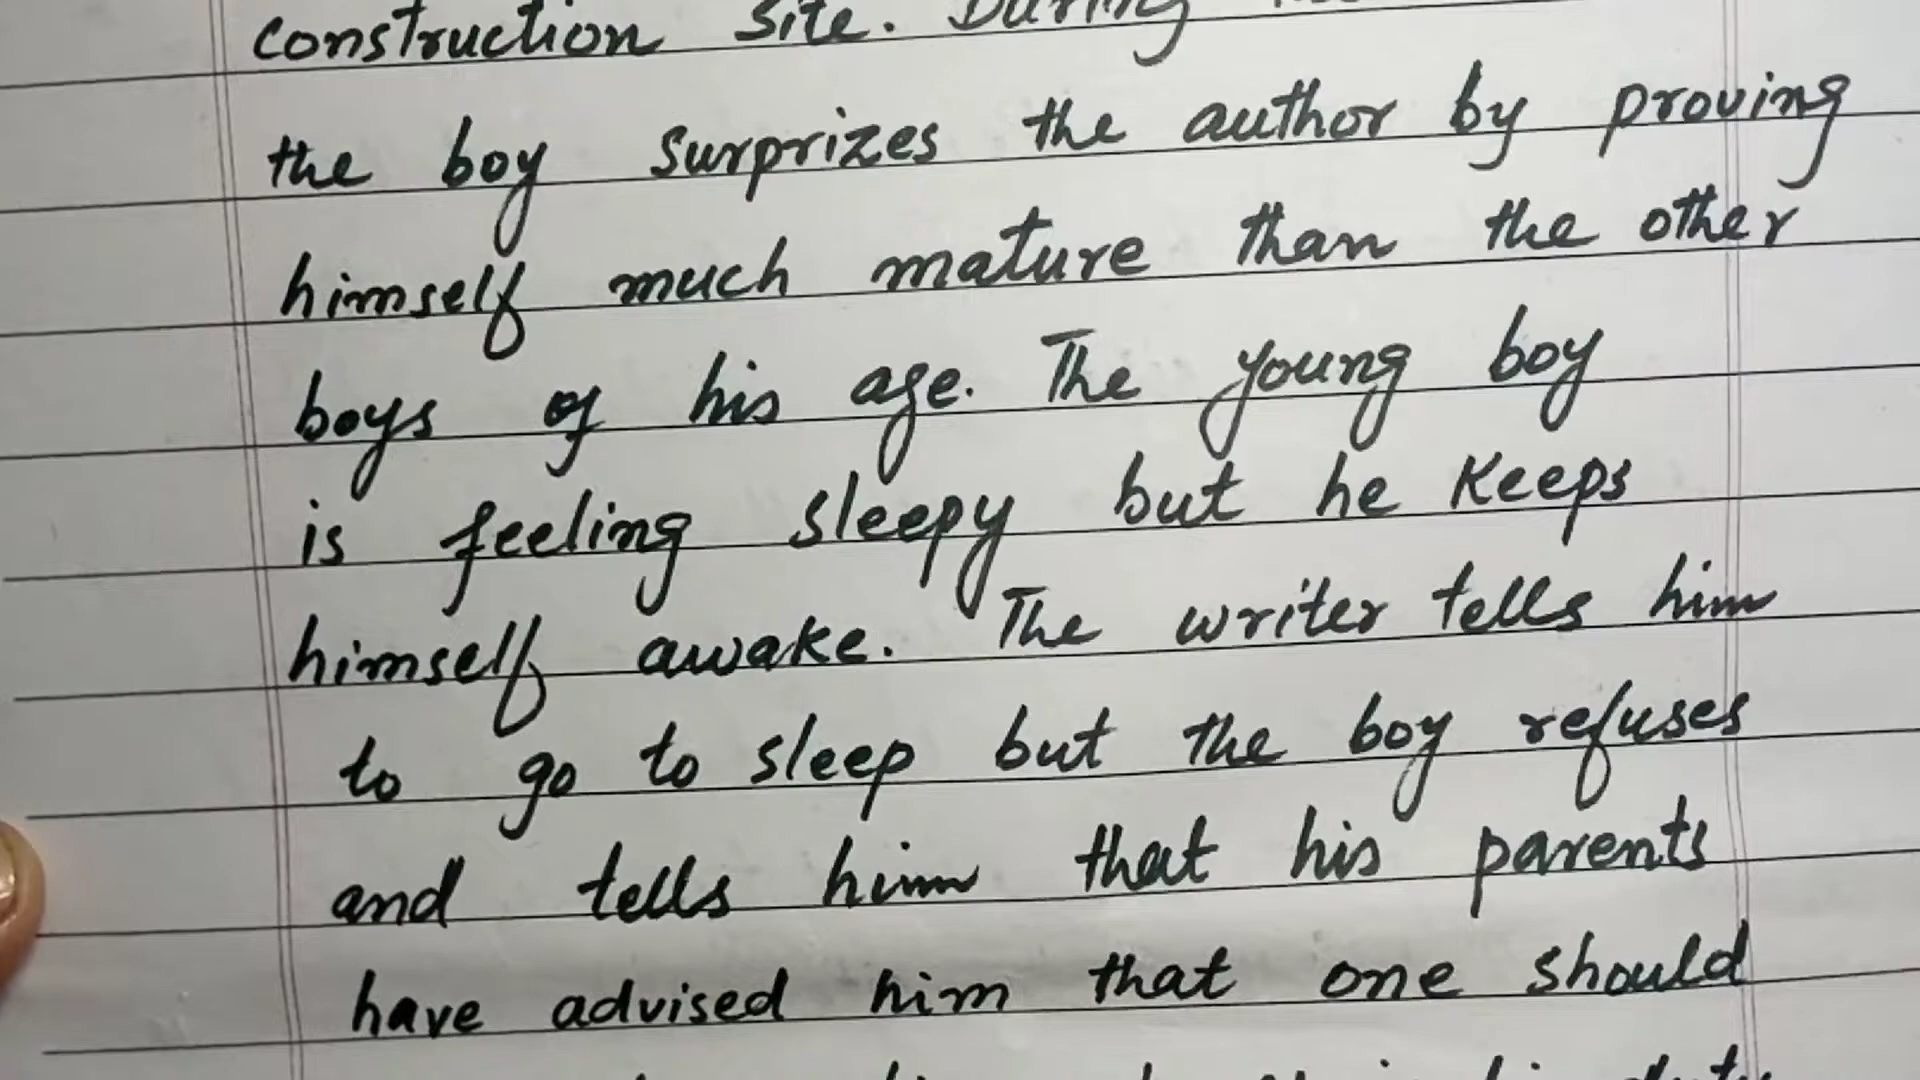 construction site. During
the boy surprizes the author by proving
himself much mature than the other
boys of his age. The young boy
is feeling sleepy but he keeps
himself awake. The writer tells him
to go to sleep but the boy refuses
and tells him that his parents
have advised him that one should